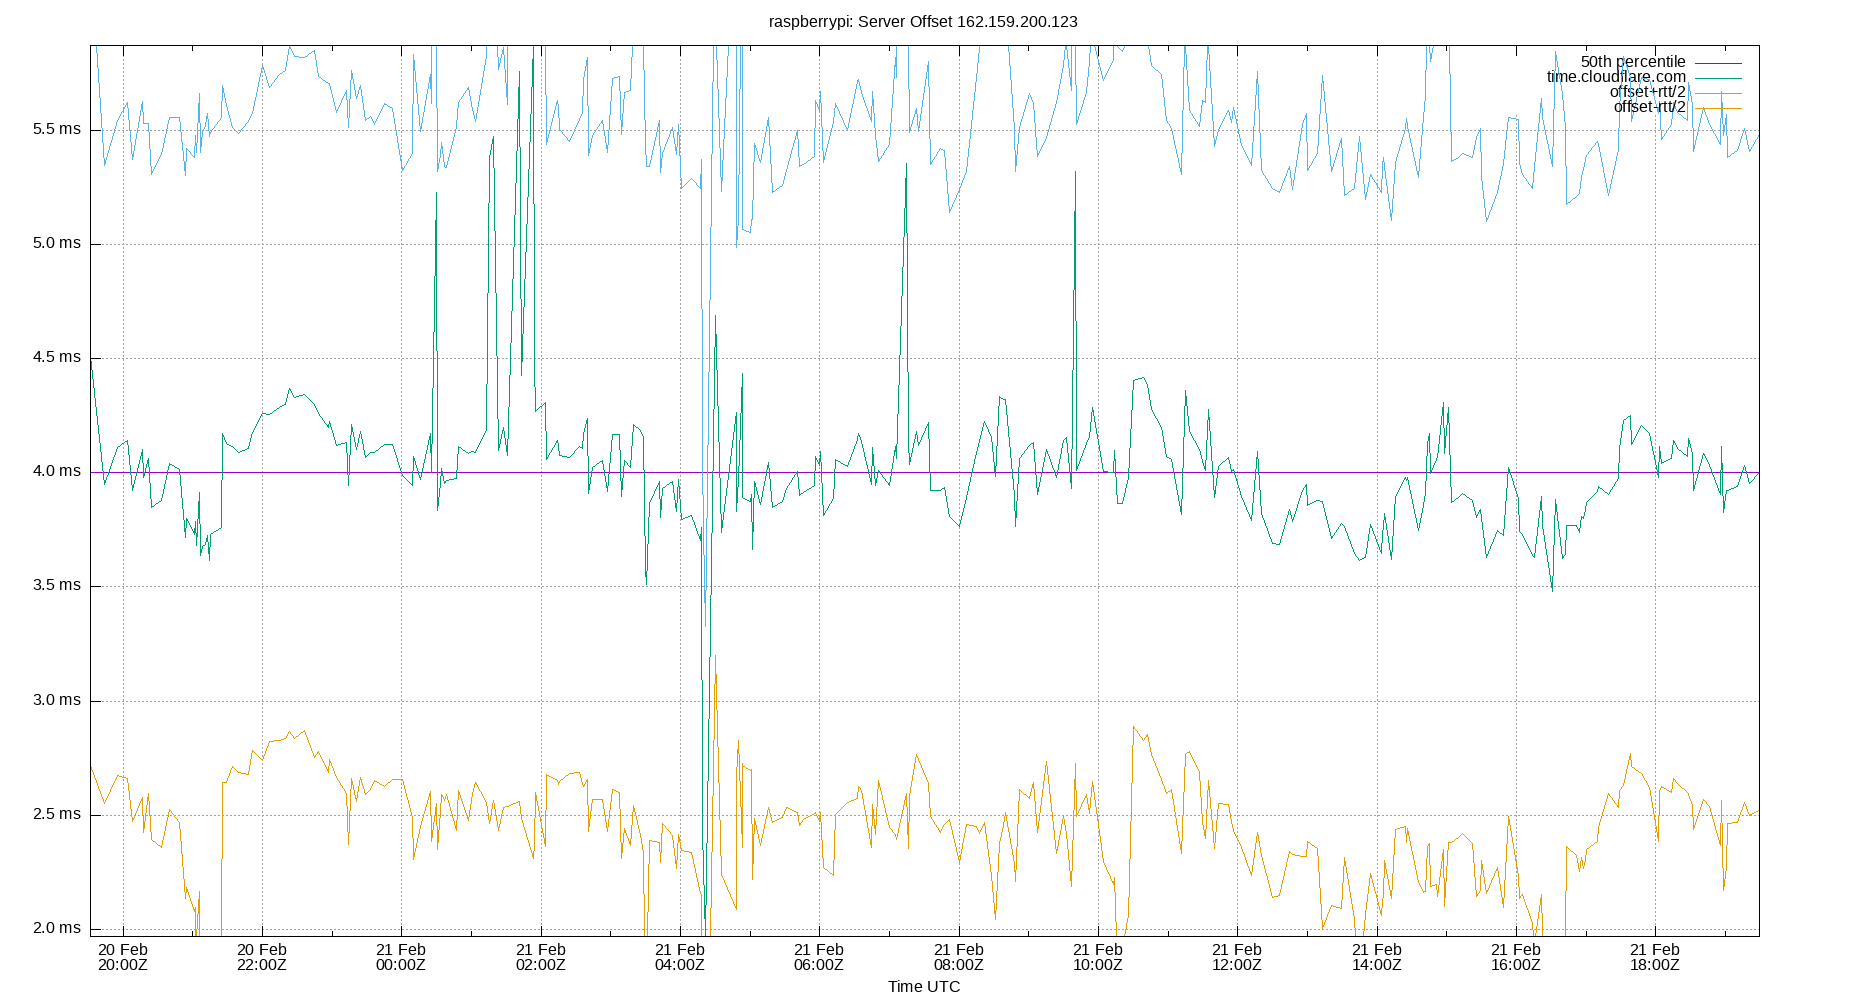 raspberrypi: Server Offset 162.159.200.123
50th percentile
time.cloudflare.com
offset+rtt/2
offset-rtt/2
5.5 ms
5.0 ms
4.5 ms
4.0 ms
3.5 ms
3.0 ms
2.5 ms
2.0 ms
20 Feb 20 Feb 21 Feb 21 Feb 21 Feb 21 Feb 21 Feb 21 Feb 21 Feb 21 Feb 21 Feb 21 Feb
20:00Z 22:00Z 00:00Z 02:00Z 04:00Z 06:00Z 08:00Z 10:00Z 12:00Z 14:00Z 16:00Z 18:00Z
Time UTC